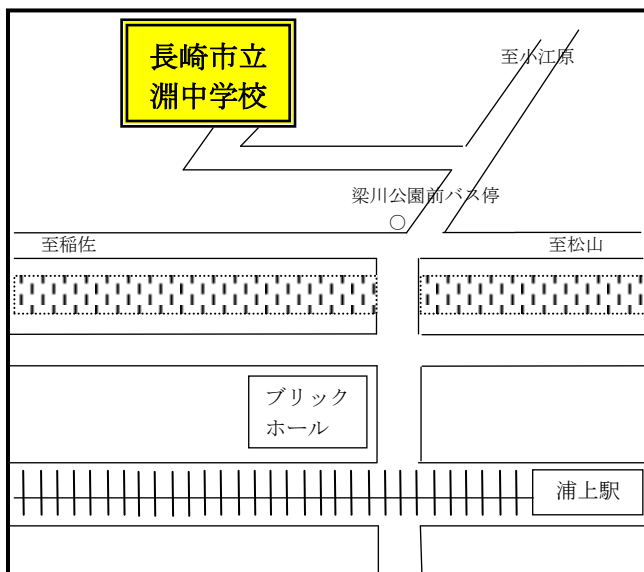 長崎市立
淵中学校
至小江原
梁川公園前バス停
至稲佐
至松山
ブリック
ホール
浦上駅